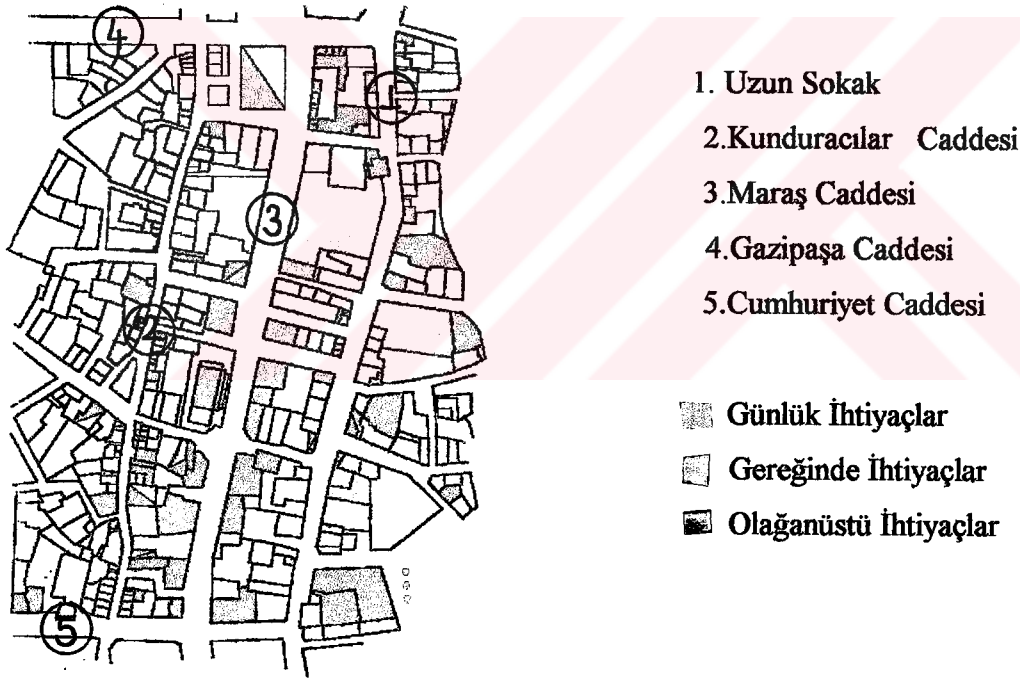 4
1
3
2
5
1. Uzun Sokak
2.Kunduracılar Caddesi
3.Maraş Caddesi
4.Gazipaşa Caddesi
5.Cumhuriyet Caddesi
Günlük İhtiyaçlar
Gereğinde İhtiyaçlar
Olağanüstü İhtiyaçlar